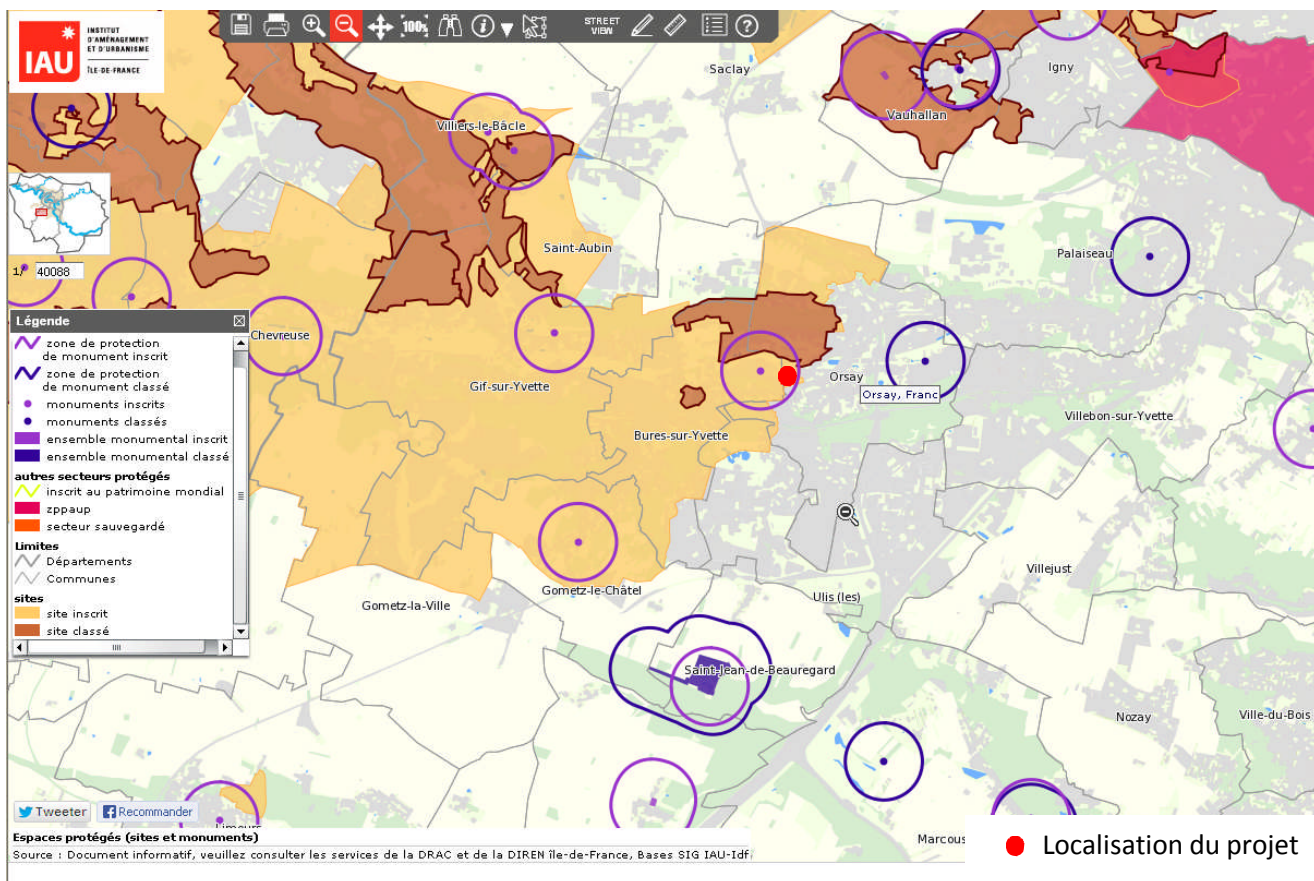 IAU
INSTITUT
D'AMÉNAGEMENT
ET D'URBANISME
ÎLE-DE-FRANCE
100%
STREET
VIEW
Saclay
Igny
Vauhallan
Villiers-le-Bâcle
Saint-Aubin
Palaiseau
1/ 40088
Légende
zone de protection
de monument inscrit
zone de protection
de monument classé
monuments inscrits
monuments classés
ensemble monumental inscrit
ensemble monumental classé
autres secteurs protégés
inscrit au patrimoine mondial
zppaup
secteur sauvegardé
Limites
Départements
Communes
sites
site inscrit
site classé
Chevreuse
Gif-sur-Yvette
Orsay
Orsay, Franc
Villebon-sur-Yvette
Bures-sur-Yvette
Villejust
Gometz-le-Châtel
Ulis (les)
Gometz-la-Ville
Saint-Jean-de-Beauregard
Nozay
Ville-du-Bois
Tweeter
Recommander
Limours
Marcous
Espaces protégés (sites et monuments)
Source : Document informatif, veuillez consulter les services de la DRAC et de la DIREN Île-de-France, Bases SIG IAU-Idf
Localisation du projet